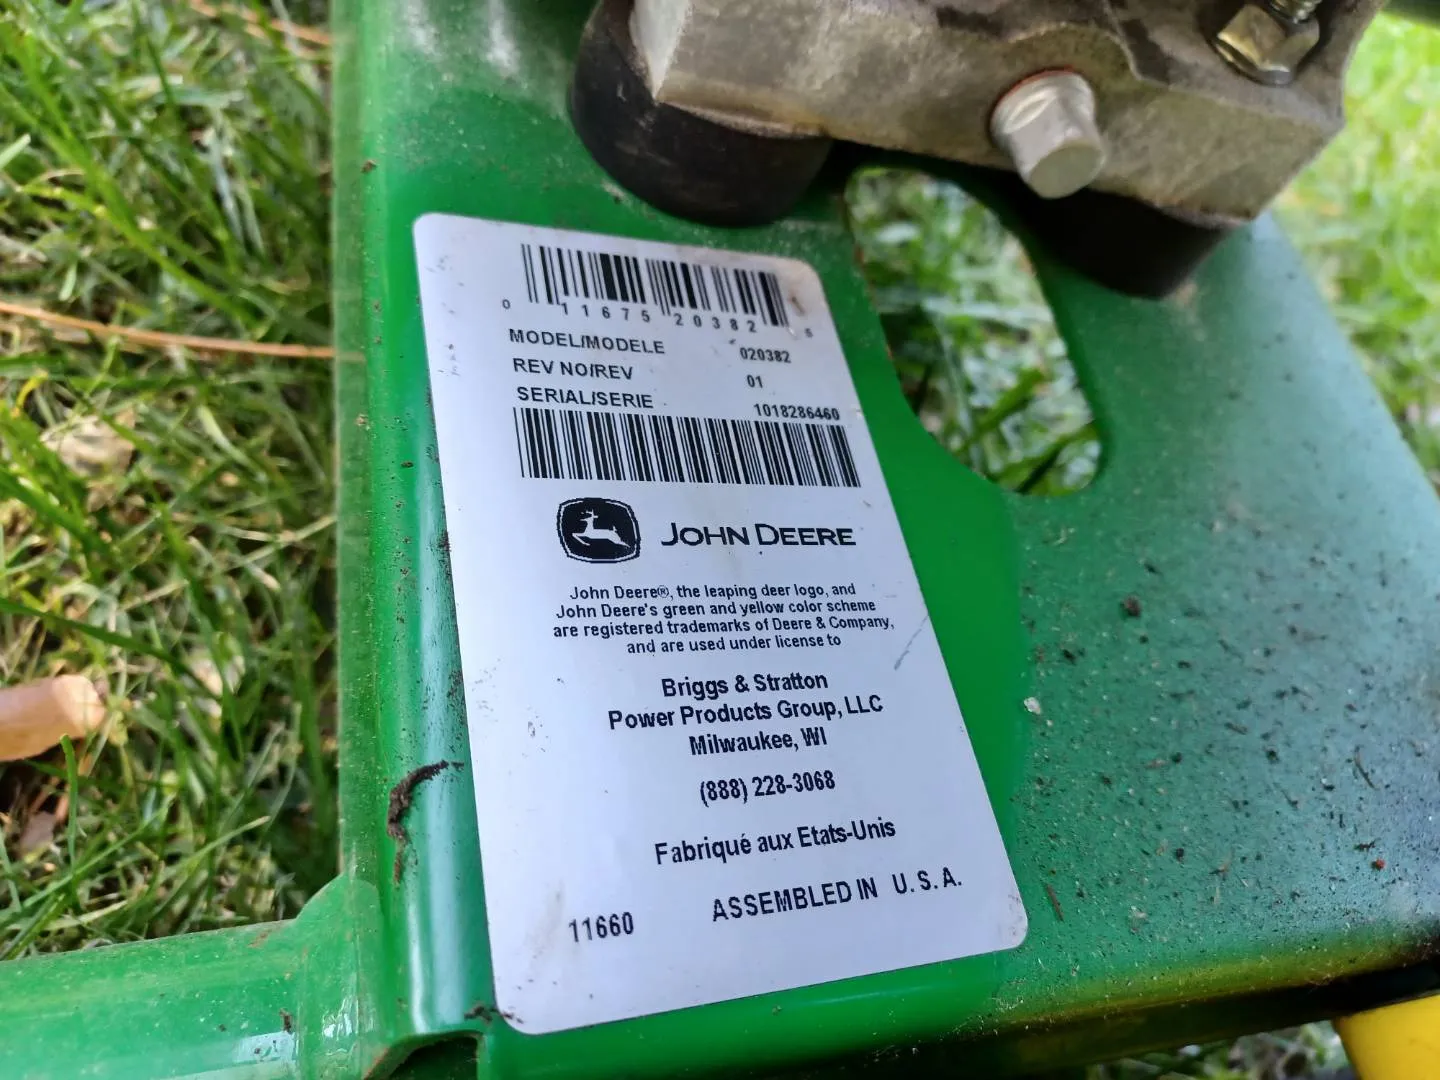 0 11675 20382 5
MODEL/MODELE 020382
REV NO/REV 01
SERIAL/SERIE 1018286460
JOHN DEERE
John Deere®, the leaping deer logo, and
John Deere's green and yellow color scheme
are registered trademarks of Deere & Company,
and are used under license to
Briggs & Stratton
Power Products Group, LLC
Milwaukee, WI
(888) 228-3068
Fabriqué aux Etats-Unis
11660 ASSEMBLED IN U.S.A.